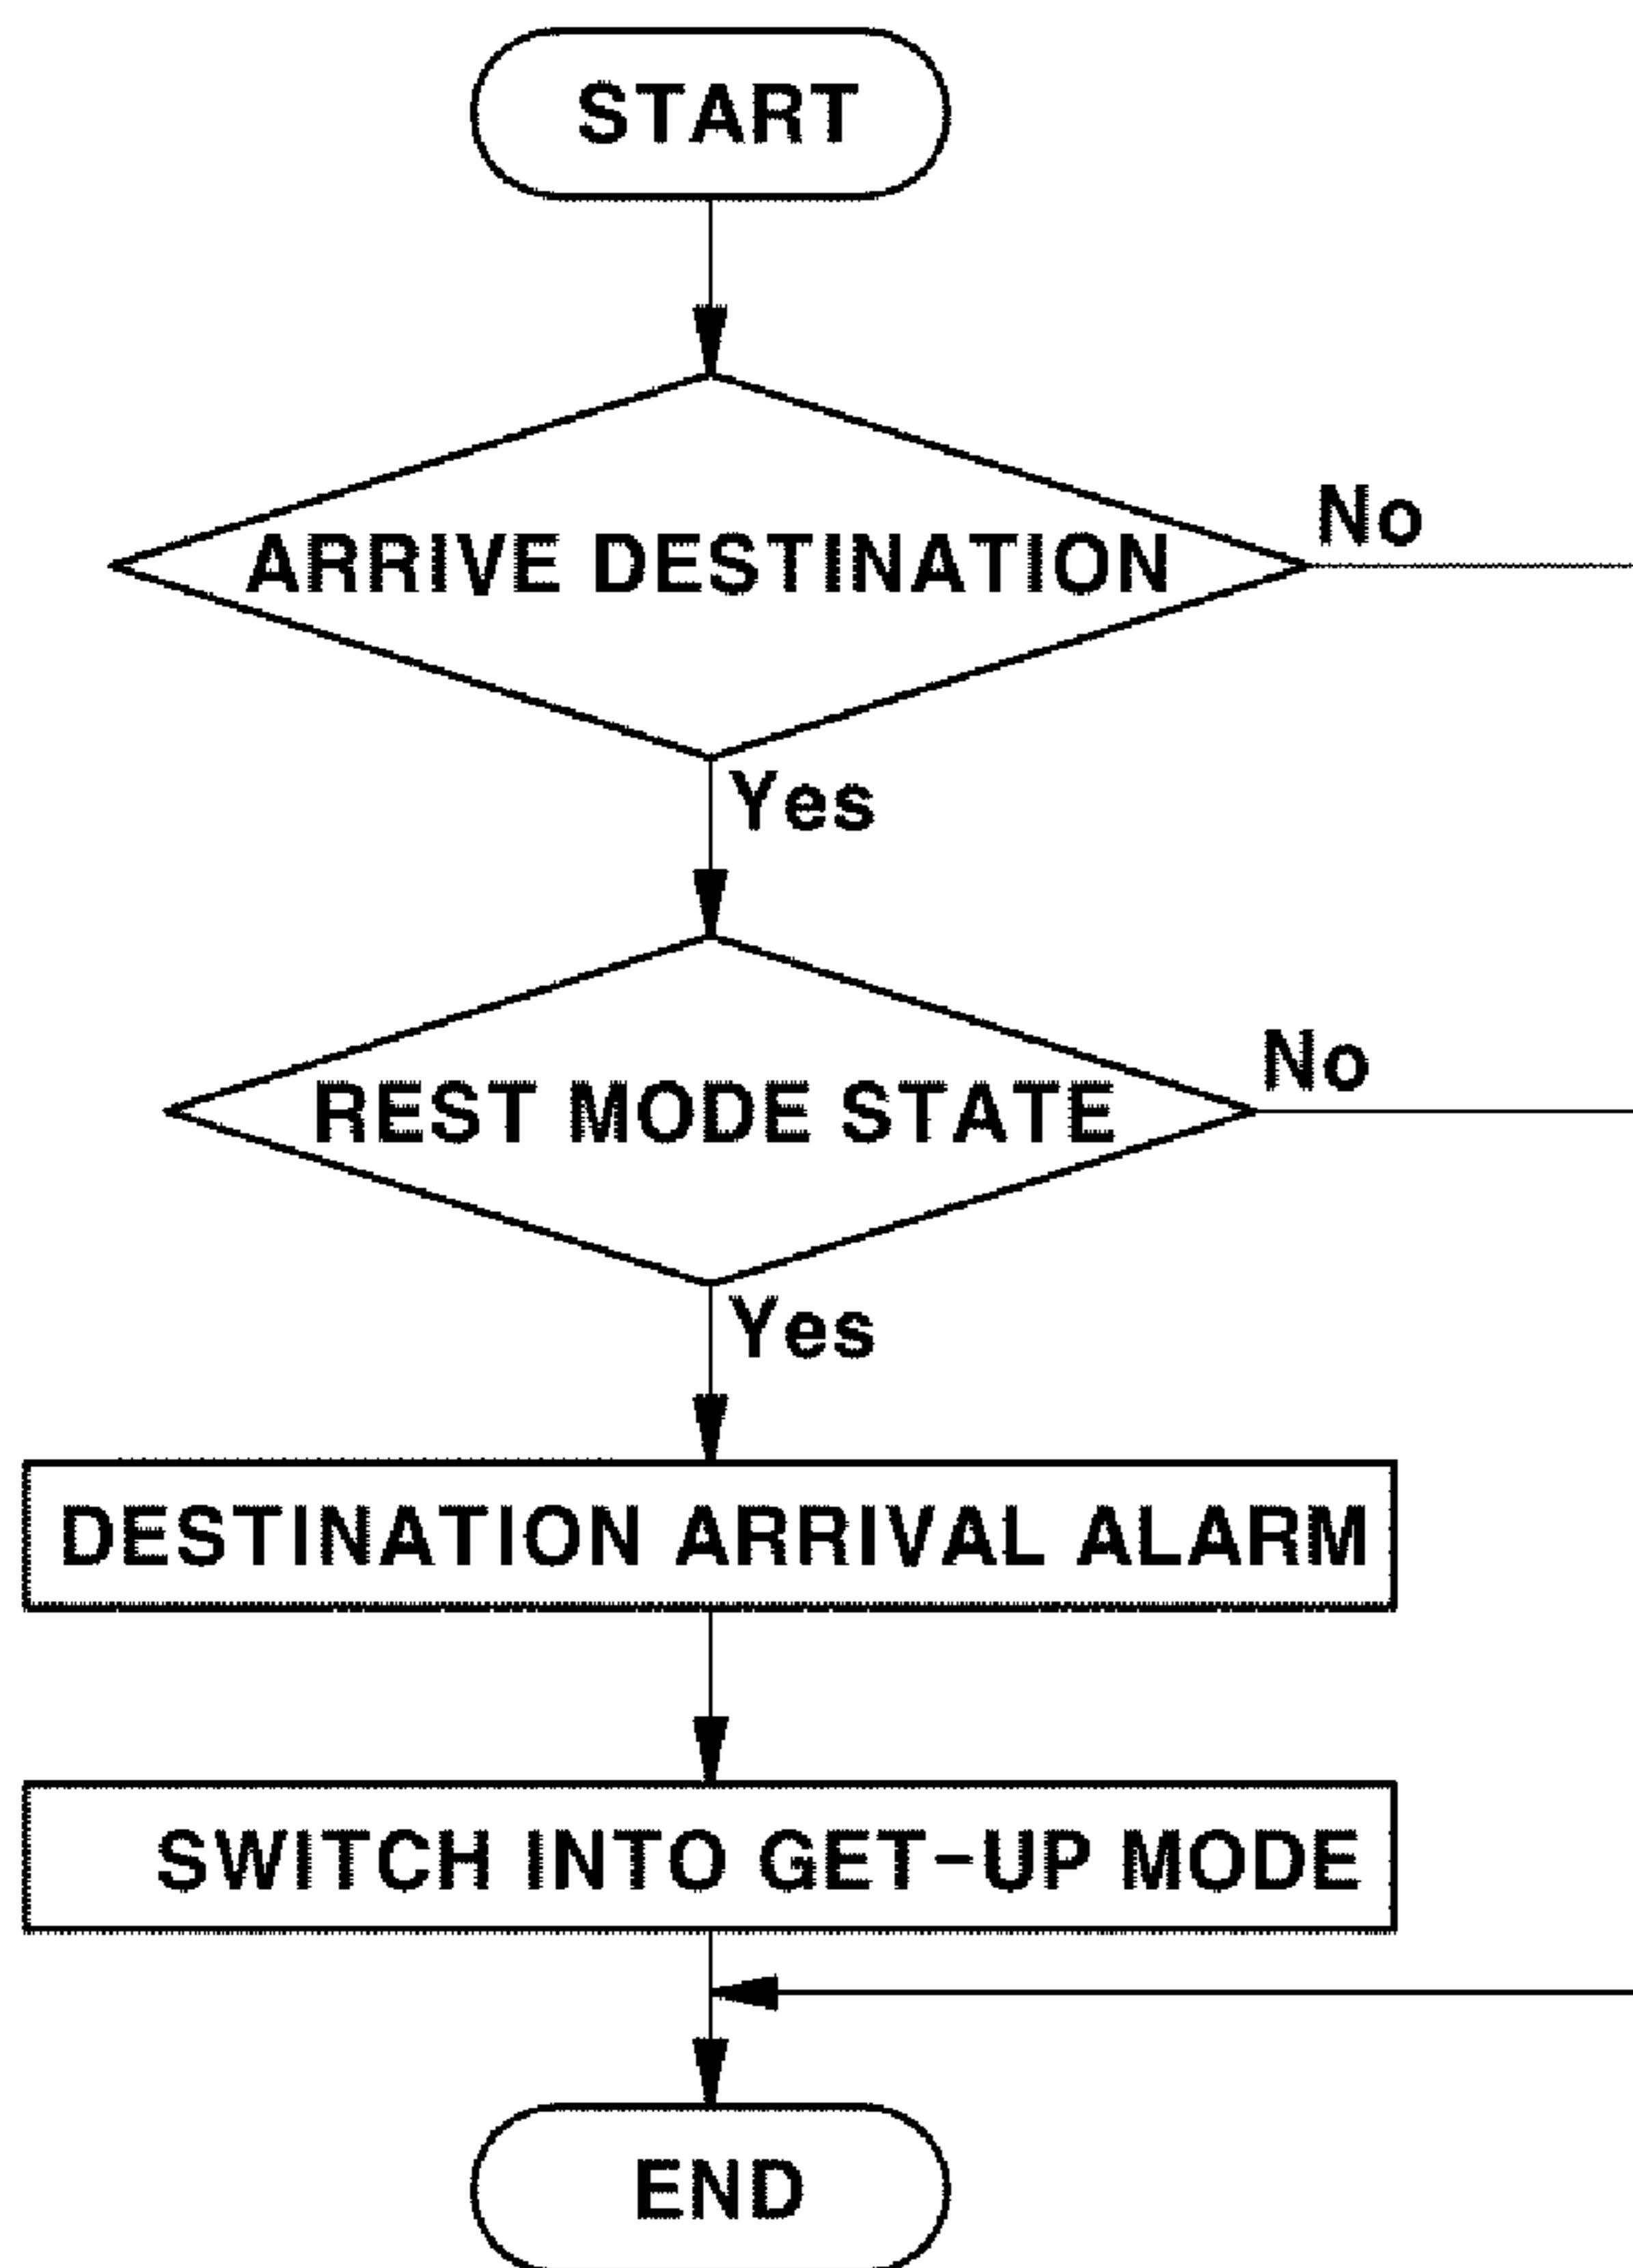 START
ARRIVE DESTINATION
No
Yes
REST MODE STATE
No
Yes
DESTINATION ARRIVAL ALARM
SWITCH INTO GET-UP MODE
END